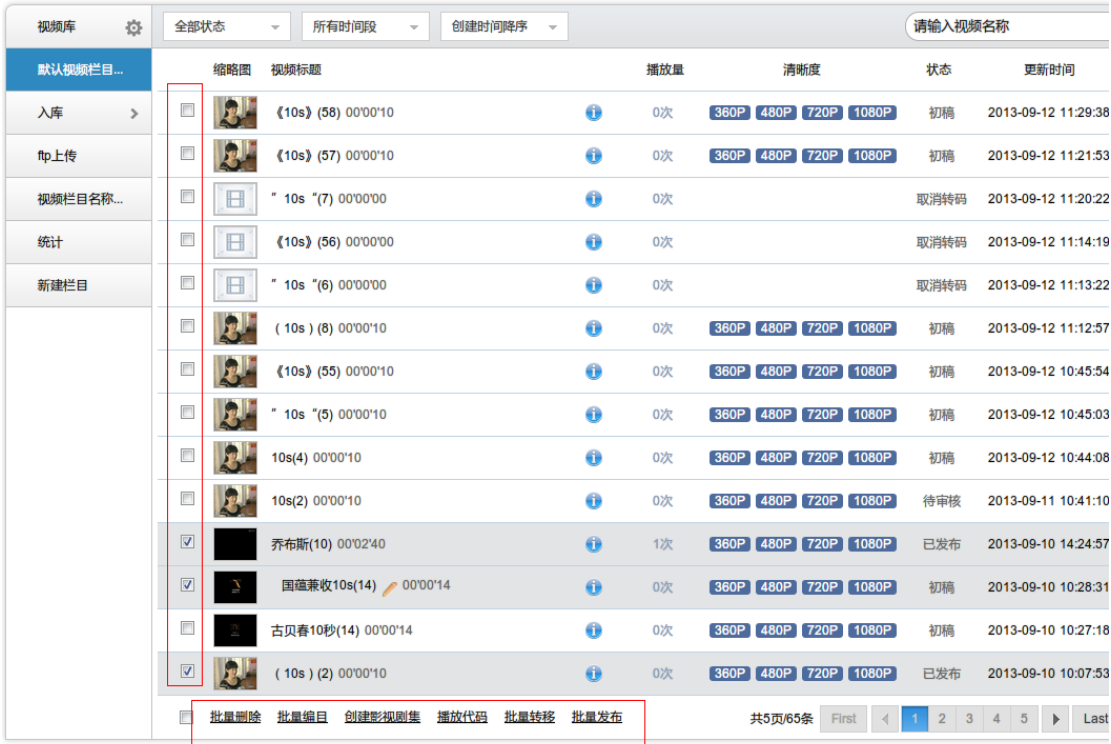 视频库 全部状态 所有时间段 创建时间降序 请输入视频名称
默认视频栏目... 缩略图 视频标题 播放量 清晰度 状态 更新时间
入库 《10s》(58) 00'00'10 0次 360P 480P 720P 1080P 初稿 2013-09-12 11:29:38
ftp上传 《10s》(57) 00'00'10 0次 360P 480P 720P 1080P 初稿 2013-09-12 11:21:53
视频栏目名称... “ 10s “(7) 00'00'00 0次 取消转码 2013-09-12 11:20:22
统计 《10s》(56) 00'00'00 0次 取消转码 2013-09-12 11:14:19
新建栏目 “ 10s “(6) 00'00'00 0次 取消转码 2013-09-12 11:13:22
( 10s ) (8) 00'00'10 0次 360P 480P 720P 1080P 初稿 2013-09-12 11:12:57
《10s》(55) 00'00'10 0次 360P 480P 720P 1080P 初稿 2013-09-12 10:45:54
“ 10s “(5) 00'00'10 0次 360P 480P 720P 1080P 初稿 2013-09-12 10:45:03
10s(4) 00'00'10 0次 360P 480P 720P 1080P 初稿 2013-09-12 10:44:08
10s(2) 00'00'10 0次 360P 480P 720P 1080P 待审核 2013-09-11 10:41:10
乔布斯(10) 00'02'40 1次 360P 480P 720P 1080P 已发布 2013-09-10 14:24:57
国蕴兼收10s(14) 00'00'14 0次 360P 480P 720P 1080P 初稿 2013-09-10 10:28:31
古贝春10秒(14) 00'00'14 0次 360P 480P 720P 1080P 初稿 2013-09-10 10:27:18
( 10s ) (2) 00'00'10 0次 360P 480P 720P 1080P 已发布 2013-09-10 10:07:53
批量删除 批量编目 创建影视剧集 播放代码 批量转移 批量发布 共5页/65条 First 1 2 3 4 5 Last